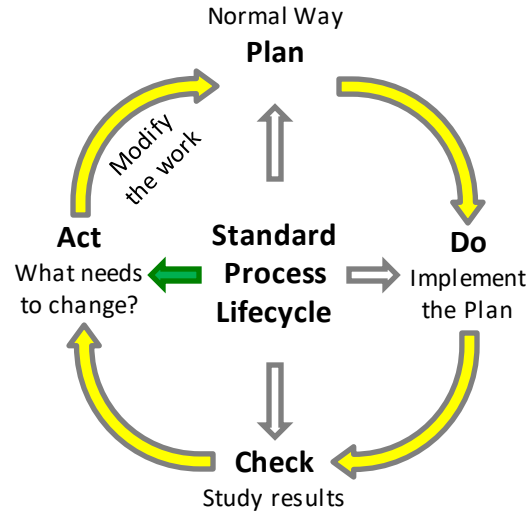 Normal Way
Plan
Modify
the work
Act
What needs
to change?
Standard
Process
Lifecycle
Do
Implement
the Plan
Check
Study results